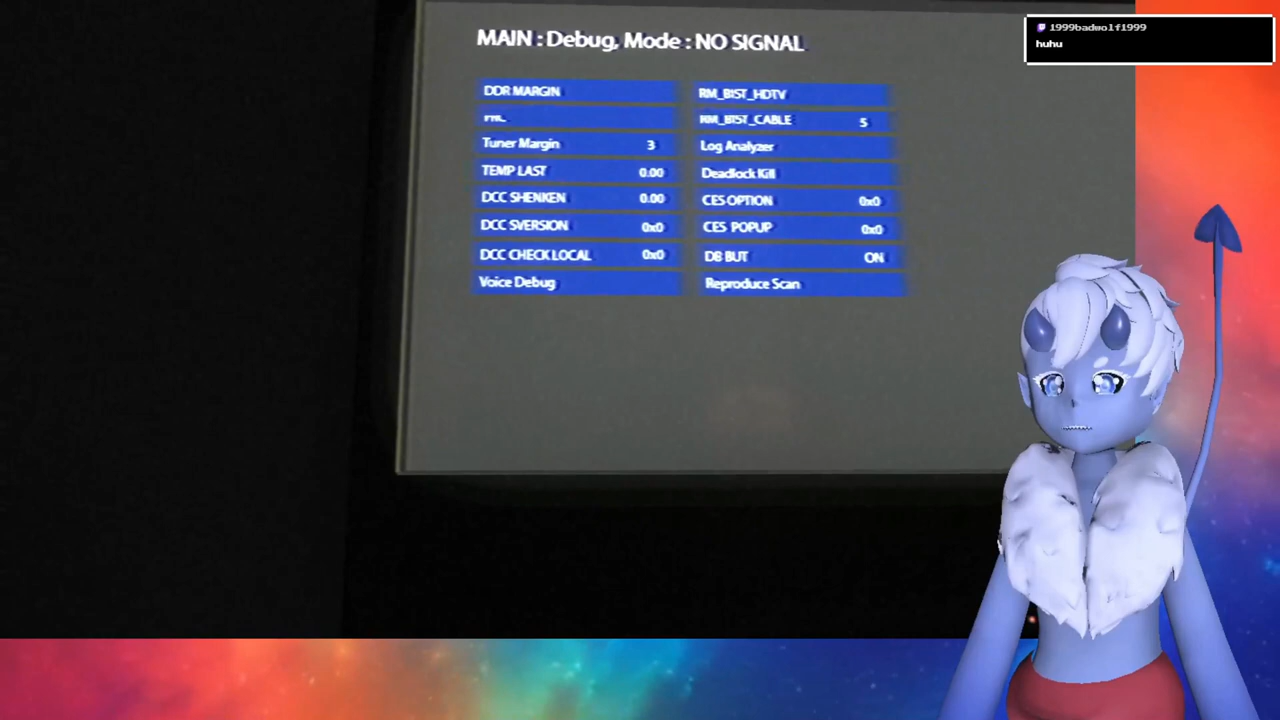 MAIN : Debug, Mode : NO SIGNAL
DDR MARGIN
Tuner Margin 3
TEMP LAST 0.00
DCC SHENKEN 0.00
DCC SVERSION 0x0
DCC CHECK LOCAL 0x0
Voice Debug
RM_BIST_HDTV
RM_BIST_CABLE 5
Log Analyzer
Deadlock Kill
CES OPTION 0x0
CES POPUP 0x0
DB BUT ON
Reproduce Scan
1999badwolf1999
huhu